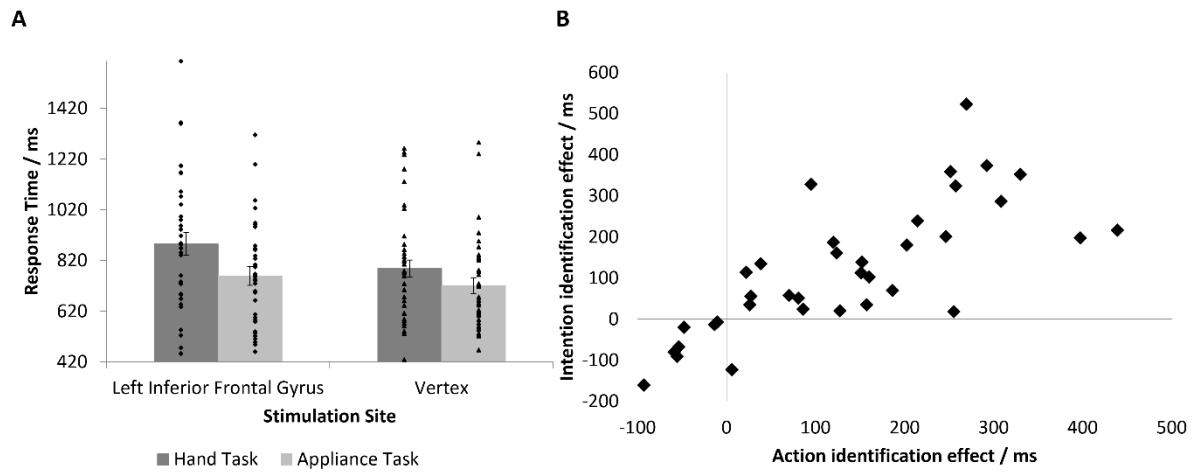 A
Response Time / ms
1420
1220
1020
820
620
420
Left Inferior Frontal Gyrus
Vertex
Stimulation Site
Hand Task
Appliance Task
B
Intention identification effect / ms
600
500
400
300
200
100
0
-100
-200
-100
0
100
200
300
400
500
Action identification effect / ms